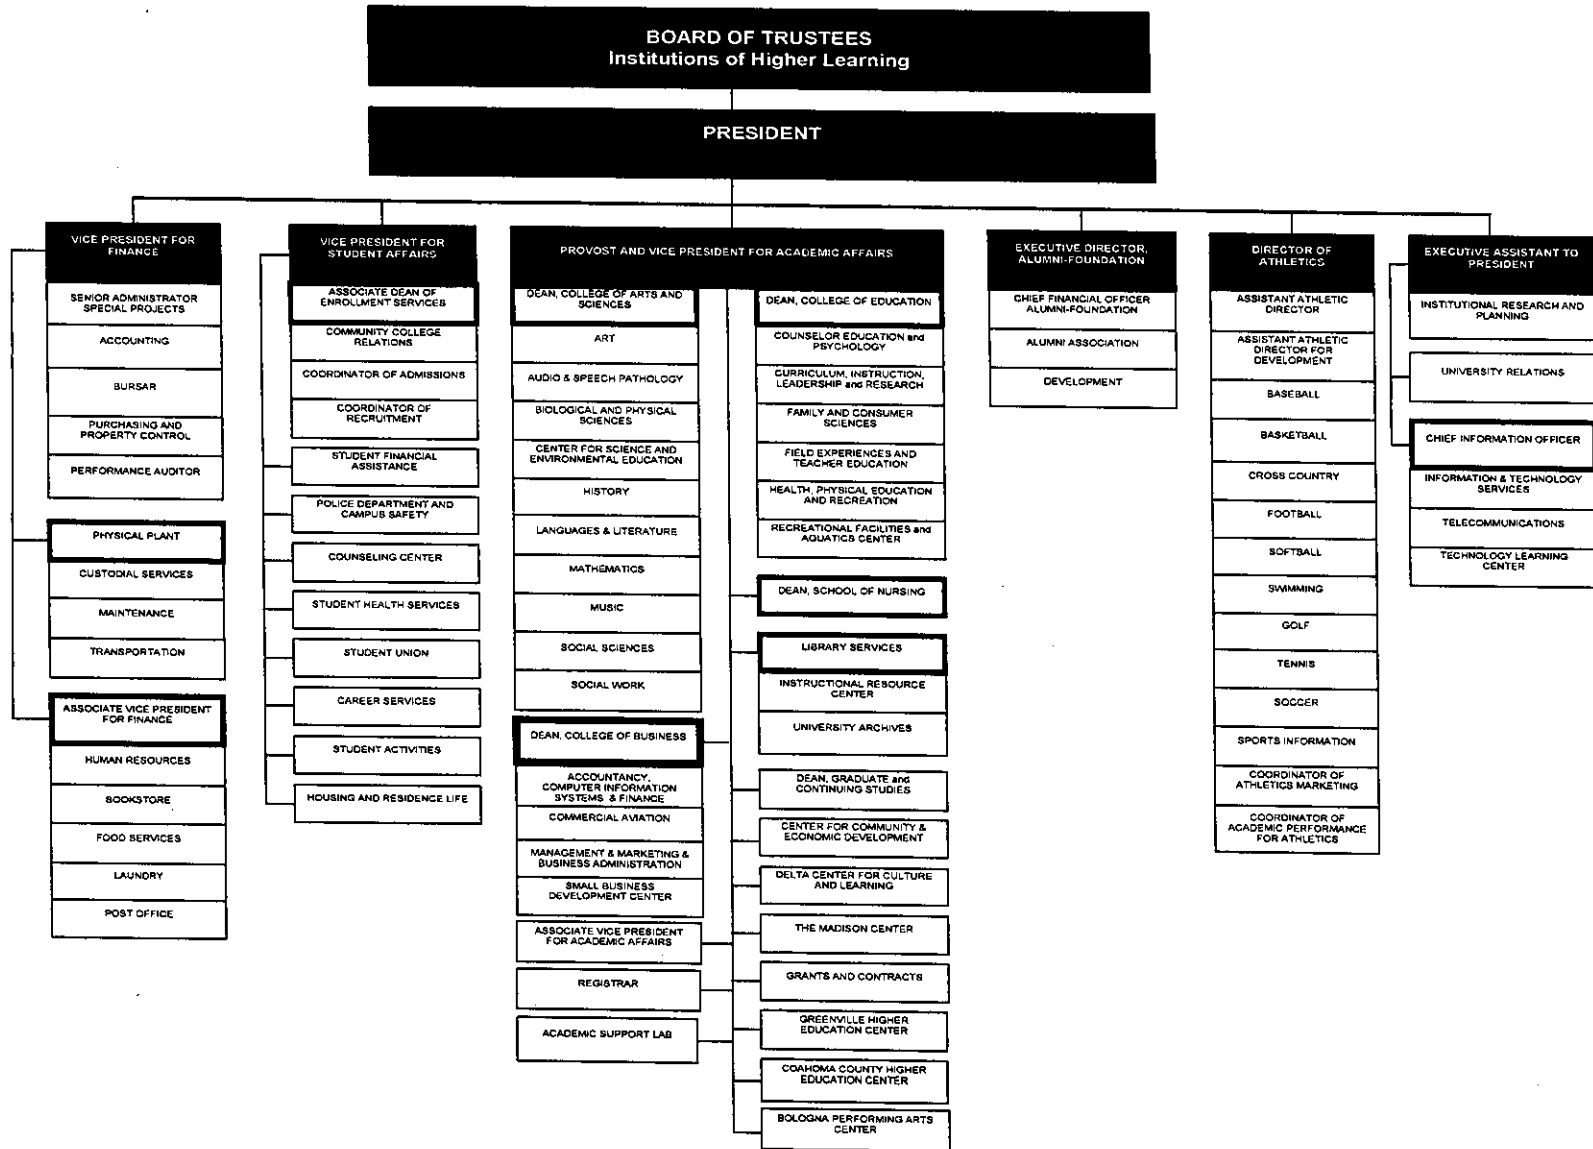 BOARD OF TRUSTEES
Institutions of Higher Learning
PRESIDENT
VICE PRESIDENT FOR
FINANCE
SENIOR ADMINISTRATOR
SPECIAL PROJECTS
ACCOUNTING
BURSAR
PURCHASING AND
PROPERTY CONTROL
PERFORMANCE AUDITOR
PHYSICAL PLANT
CUSTODIAL SERVICES
MAINTENANCE
TRANSPORTATION
ASSOCIATE VICE PRESIDENT
FOR FINANCE
HUMAN RESOURCES
BOOKSTORE
FOOD SERVICES
LAUNDRY
POST OFFICE
VICE PRESIDENT FOR
STUDENT AFFAIRS
ASSOCIATE DEAN OF
ENROLLMENT SERVICES
COMMUNITY COLLEGE
RELATIONS
COORDINATOR OF ADMISSIONS
COORDINATOR OF
RECRUITMENT
STUDENT FINANCIAL
ASSISTANCE
POLICE DEPARTMENT AND
CAMPUS SAFETY
COUNSELING CENTER
STUDENT HEALTH SERVICES
STUDENT UNION
CAREER SERVICES
STUDENT ACTIVITIES
HOUSING AND RESIDENCE LIFE
PROVOST AND VICE PRESIDENT FOR ACADEMIC AFFAIRS
DEAN, COLLEGE OF ARTS AND
SCIENCES
ART
AUDIO & SPEECH PATHOLOGY
BIOLOGICAL AND PHYSICAL
SCIENCES
CENTER FOR SCIENCE AND
ENVIRONMENTAL EDUCATION
HISTORY
LANGUAGES & LITERATURE
MATHEMATICS
MUSIC
SOCIAL SCIENCES
SOCIAL WORK
DEAN, COLLEGE OF BUSINESS
ACCOUNTANCY,
COMPUTER INFORMATION
SYSTEMS & FINANCE
COMMERCIAL AVIATION
MANAGEMENT & MARKETING &
BUSINESS ADMINISTRATION
SMALL BUSINESS
DEVELOPMENT CENTER
ASSOCIATE VICE PRESIDENT
FOR ACADEMIC AFFAIRS
REGISTRAR
ACADEMIC SUPPORT LAB
DEAN, COLLEGE OF EDUCATION
COUNSELOR EDUCATION and
PSYCHOLOGY
CURRICULUM, INSTRUCTION,
LEADERSHIP and RESEARCH
FAMILY AND CONSUMER
SCIENCES
FIELD EXPERIENCES AND
TEACHER EDUCATION
HEALTH, PHYSICAL EDUCATION
AND RECREATION
RECREATIONAL FACILITIES and
AQUATICS CENTER
DEAN, SCHOOL OF NURSING
LIBRARY SERVICES
INSTRUCTIONAL RESOURCE
CENTER
UNIVERSITY ARCHIVES
DEAN, GRADUATE and
CONTINUING STUDIES
CENTER FOR COMMUNITY &
ECONOMIC DEVELOPMENT
DELTA CENTER FOR CULTURE
AND LEARNING
THE MADISON CENTER
GRANTS AND CONTRACTS
GREENVILLE HIGHER
EDUCATION CENTER
COAHOMA COUNTY HIGHER
EDUCATION CENTER
BOLOGNA PERFORMING ARTS
CENTER
EXECUTIVE DIRECTOR,
ALUMNI-FOUNDATION
CHIEF FINANCIAL OFFICER
ALUMNI-FOUNDATION
ALUMNI ASSOCIATION
DEVELOPMENT
DIRECTOR OF
ATHLETICS
ASSISTANT ATHLETIC
DIRECTOR
ASSISTANT ATHLETIC
DIRECTOR FOR
DEVELOPMENT
BASEBALL
BASKETBALL
CROSS COUNTRY
FOOTBALL
SOFTBALL
SWIMMING
GOLF
TENNIS
SOCCER
SPORTS INFORMATION
COORDINATOR OF
ATHLETICS MARKETING
COORDINATOR OF
ACADEMIC PERFORMANCE
FOR ATHLETICS
EXECUTIVE ASSISTANT TO
PRESIDENT
INSTITUTIONAL RESEARCH AND
PLANNING
UNIVERSITY RELATIONS
CHIEF INFORMATION OFFICER
INFORMATION & TECHNOLOGY
SERVICES
TELECOMMUNICATIONS
TECHNOLOGY LEARNING
CENTER